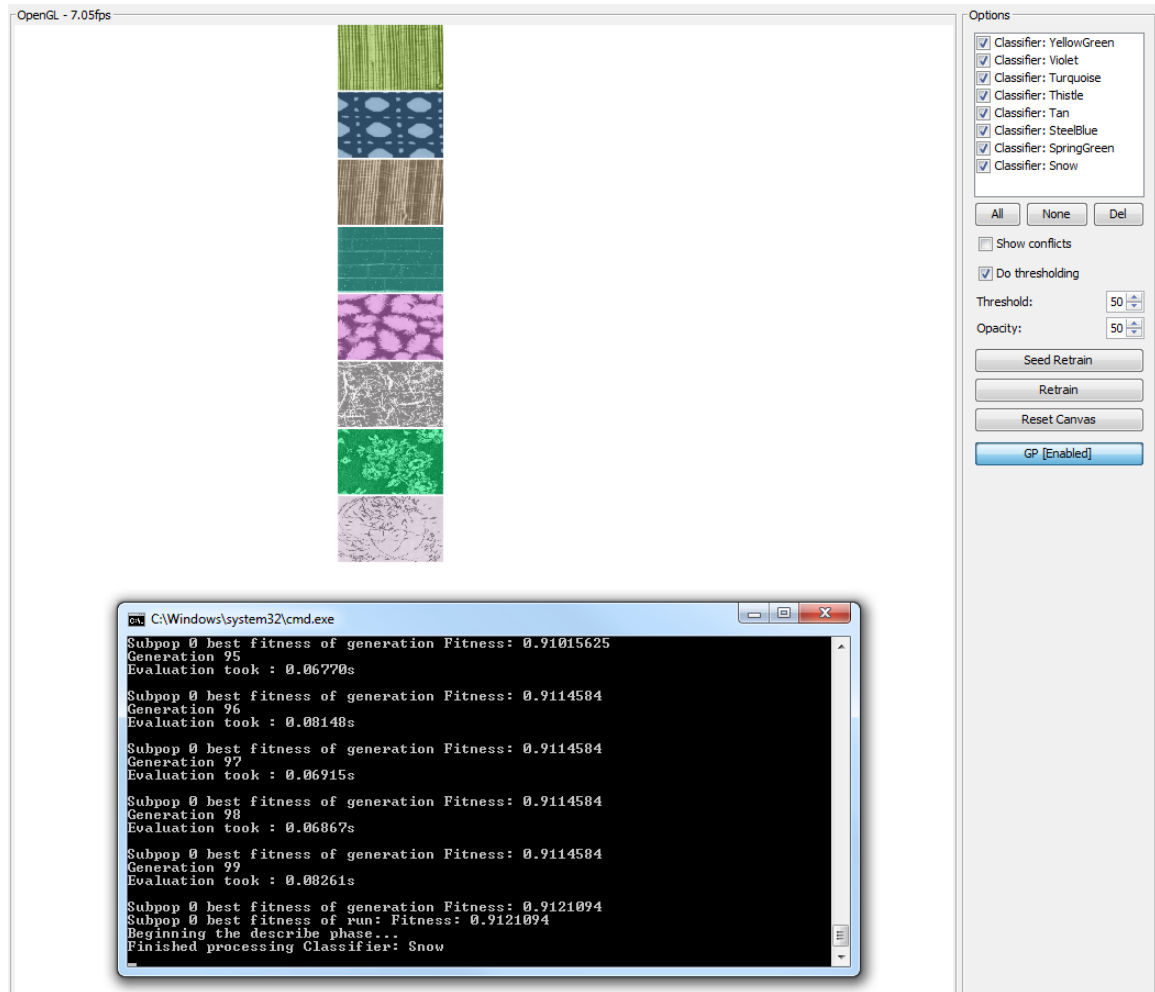 OpenGL - 7.05fps
Options
Classifier: YellowGreen
Classifier: Violet
Classifier: Turquoise
Classifier: Thistle
Classifier: Tan
Classifier: SteelBlue
Classifier: SpringGreen
Classifier: Snow
All None Del
Show conflicts
Do thresholding
Threshold: 50
Opacity: 50
Seed Retrain
Retrain
Reset Canvas
GP [Enabled]
C:\Windows\system32\cmd.exe
Subpop 0 best fitness of generation Fitness: 0.91015625
Generation 95
Evaluation took : 0.06770s
Subpop 0 best fitness of generation Fitness: 0.9114584
Generation 96
Evaluation took : 0.08148s
Subpop 0 best fitness of generation Fitness: 0.9114584
Generation 97
Evaluation took : 0.06915s
Subpop 0 best fitness of generation Fitness: 0.9114584
Generation 98
Evaluation took : 0.06867s
Subpop 0 best fitness of generation Fitness: 0.9114584
Generation 99
Evaluation took : 0.08261s
Subpop 0 best fitness of generation Fitness: 0.9121094
Subpop 0 best fitness of run: Fitness: 0.9121094
Beginning the describe phase...
Finished processing Classifier: Snow